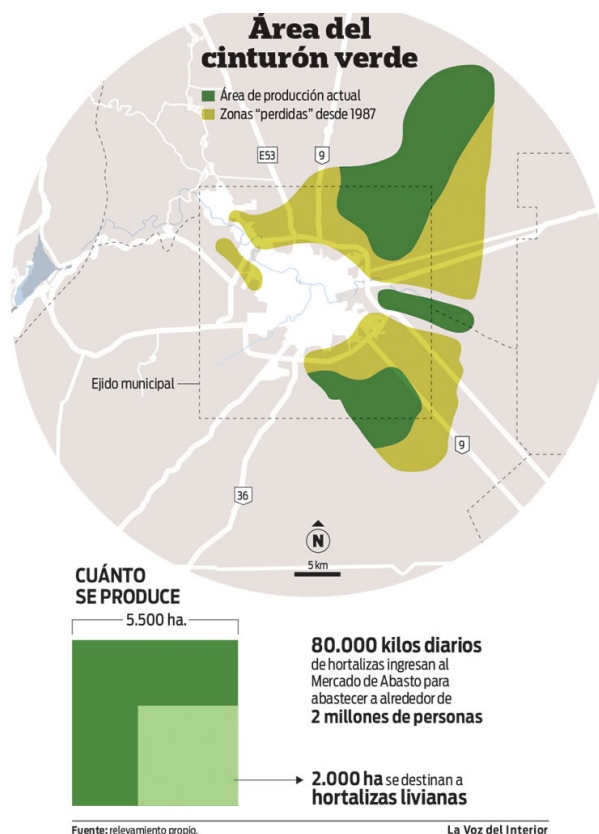 Área del
cinturón verde
Área de producción actual
Zonas “perdidas” desde 1987
E53
9
Ejido municipal
9
36
N
5 km
CUÁNTO
SE PRODUCE
5.500 ha.
80.000 kilos diarios
de hortalizas ingresan al
Mercado de Abasto para
abastecer a alrededor de
2 millones de personas
2.000 ha se destinan a
hortalizas livianas
Fuente: relevamiento propio.
La Voz del Interior